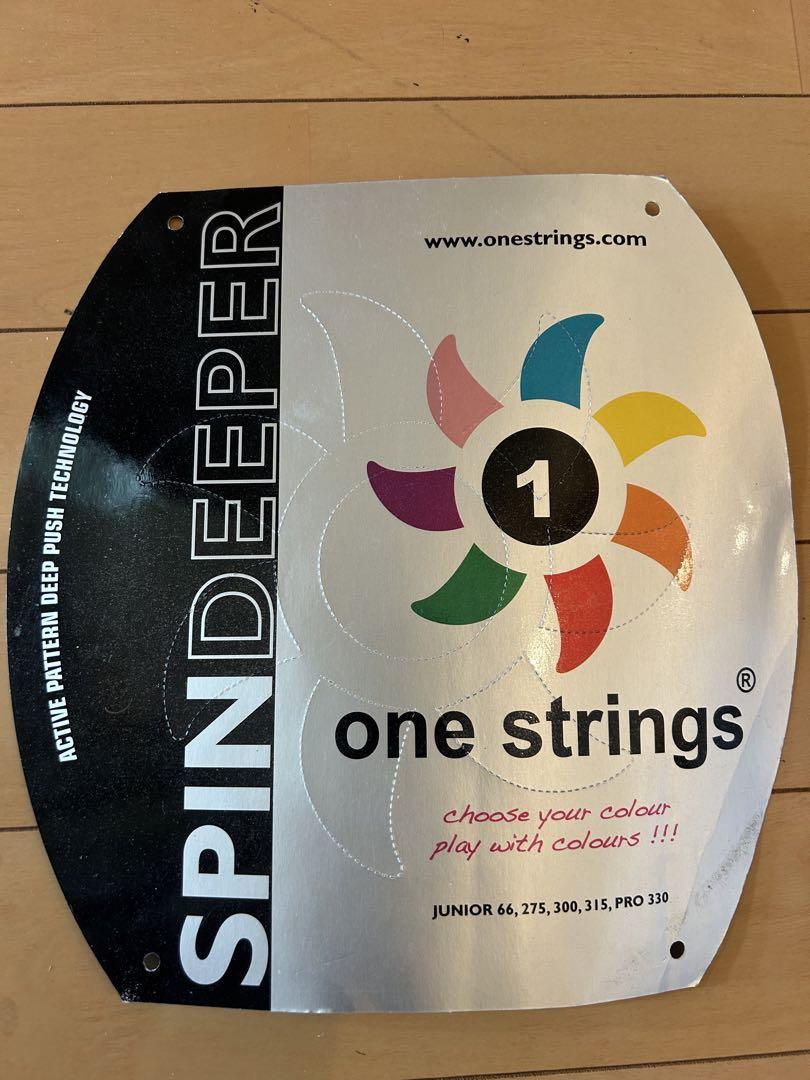 ACTIVE PATTERN DEEP PUSH TECHNOLOGY
SPINDEEPER
www.onestrings.com
1
one strings®
choose your colour
play with colours !!!
JUNIOR 66, 275, 300, 315, PRO 330